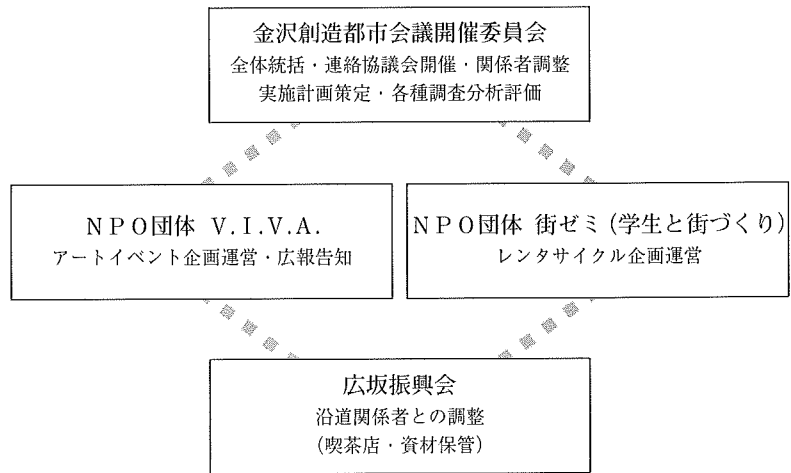 金沢創造都市会議開催委員会
全体統括・連絡協議会開催・関係者調整
実施計画策定・各種調査分析評価
ＮＰＯ団体 V.I.V.A.
アートイベント企画運営・広報告知
ＮＰＯ団体 街ゼミ（学生と街づくり）
レンタサイクル企画運営
広坂振興会
沿道関係者との調整
（喫茶店・資材保管）